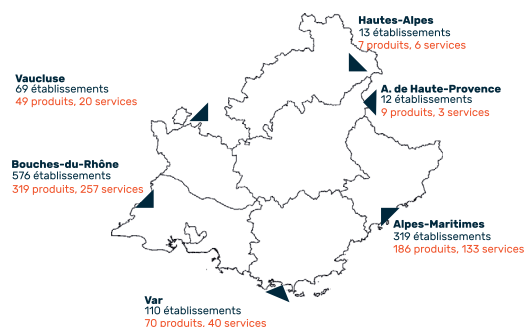 Hautes-Alpes
13 établissements
7 produits, 6 services
Vaucluse
69 établissements
49 produits, 20 services
A. de Haute-Provence
12 établissements
9 produits, 3 services
Bouches-du-Rhône
576 établissements
319 produits, 257 services
Alpes-Maritimes
319 établissements
186 produits, 133 services
Var
110 établissements
70 produits, 40 services